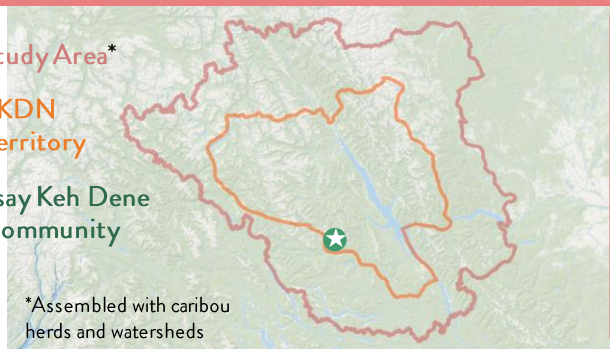 tudy Area*
KDN
erritory
say Keh Dene
ommunity
*Assembled with caribou
herds and watersheds